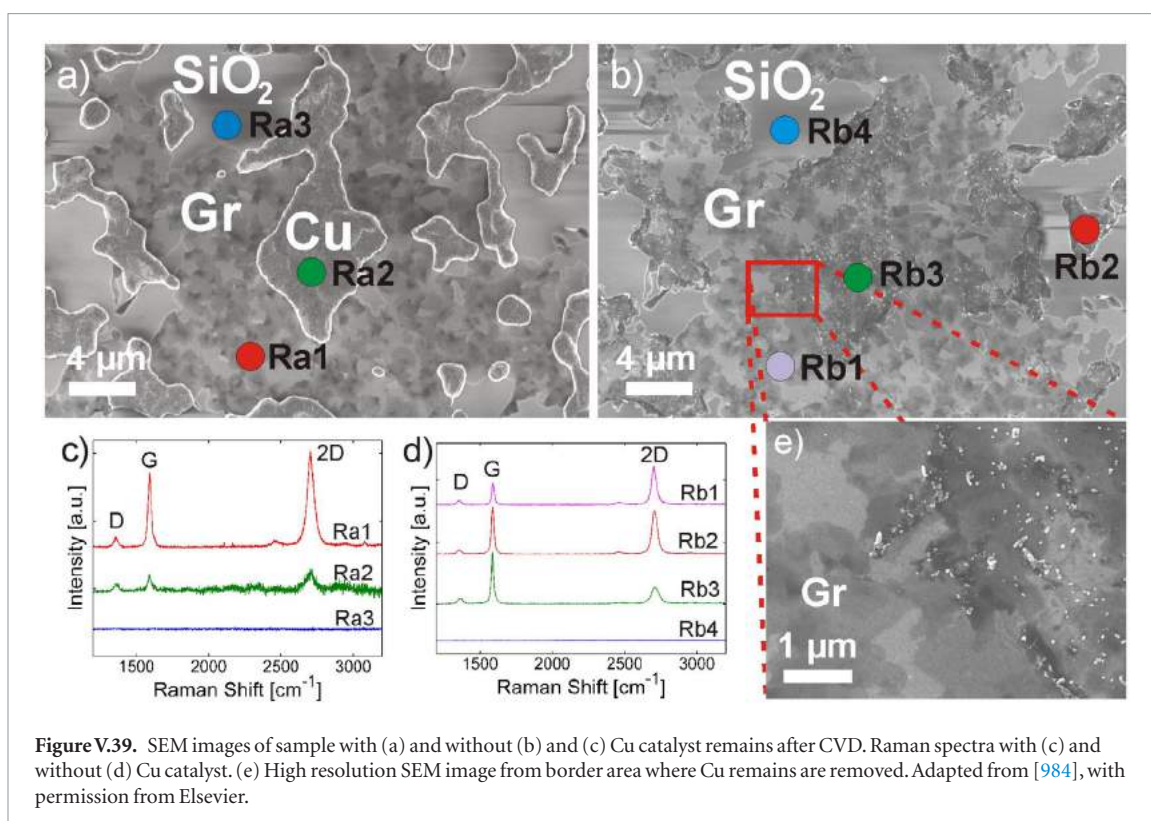 a)
SiO2
Ra3
Gr
Cu
Ra2
Ra1
4 μm
b)
SiO2
Rb4
Gr
Rb2
Rb3
Rb1
4 μm
c)
G
2D
D
Ra1
Ra2
Ra3
Intensity [a.u.]
1500 2000 2500 3000
Raman Shift [cm-1]
d)
2D
D G
Rb1
Rb2
Rb3
Rb4
Intensity [a.u.]
1500 2000 2500 3000
Raman Shift [cm-1]
e)
Gr
1 μm
Figure V.39. SEM images of sample with (a) and without (b) and (c) Cu catalyst remains after CVD. Raman spectra with (c) and
without (d) Cu catalyst. (e) High resolution SEM image from border area where Cu remains are removed. Adapted from [984], with
permission from Elsevier.